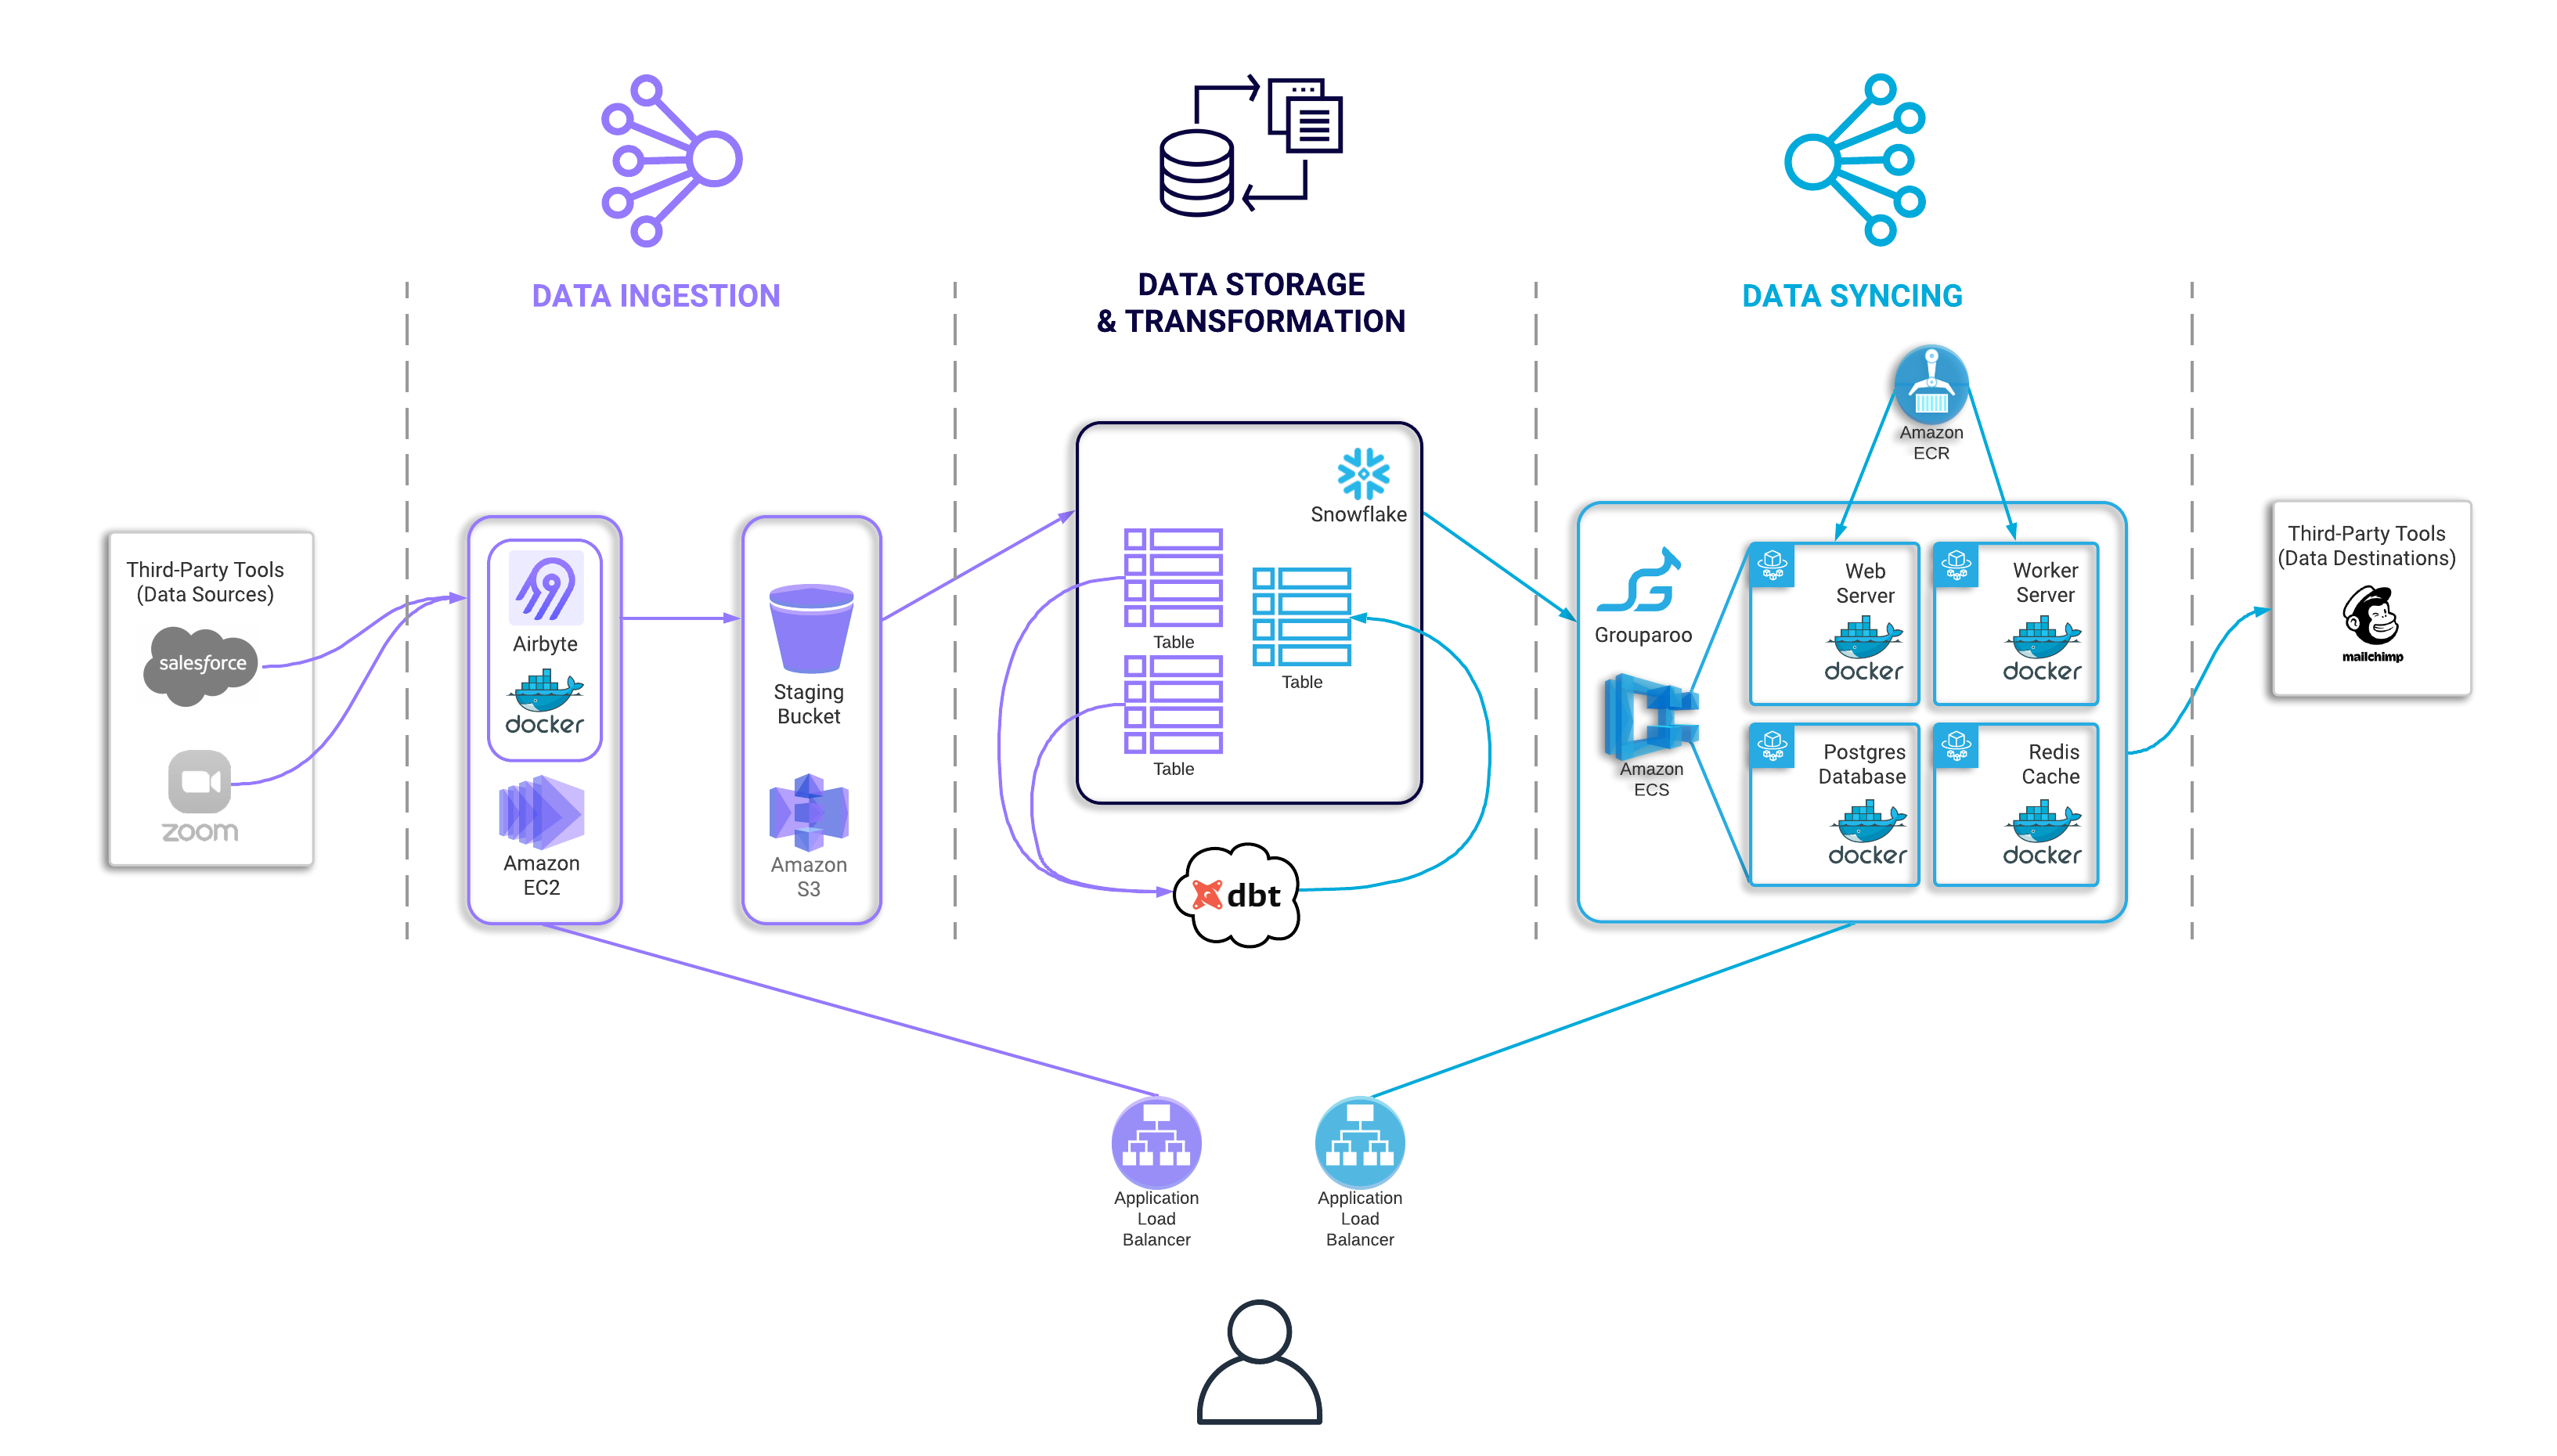 DATA INGESTION
DATA STORAGE
& TRANSFORMATION
DATA SYNCING
Third-Party Tools
(Data Sources)
salesforce
zoom
Airbyte
docker
Amazon
EC2
Staging
Bucket
Amazon
S3
Snowflake
Table
Table
Table
dbt
Amazon
ECR
Grouparoo
Amazon
ECS
Web
Server
docker
Worker
Server
docker
Postgres
Database
docker
Redis
Cache
docker
Third-Party Tools
(Data Destinations)
mailchimp
Application
Load
Balancer
Application
Load
Balancer